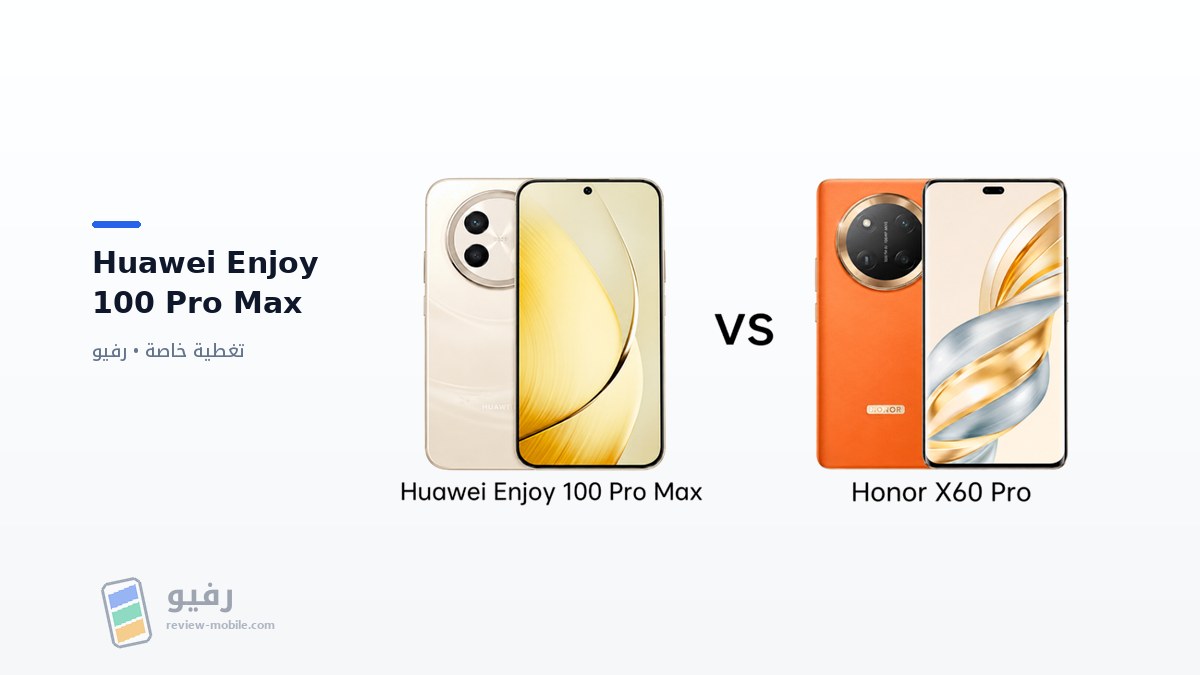 Huawei Enjoy
100 Pro Max
تغطية خاصة • رفيو
VS
Huawei Enjoy 100 Pro Max
Honor X60 Pro
HONOR
رفيو
review-mobile.com